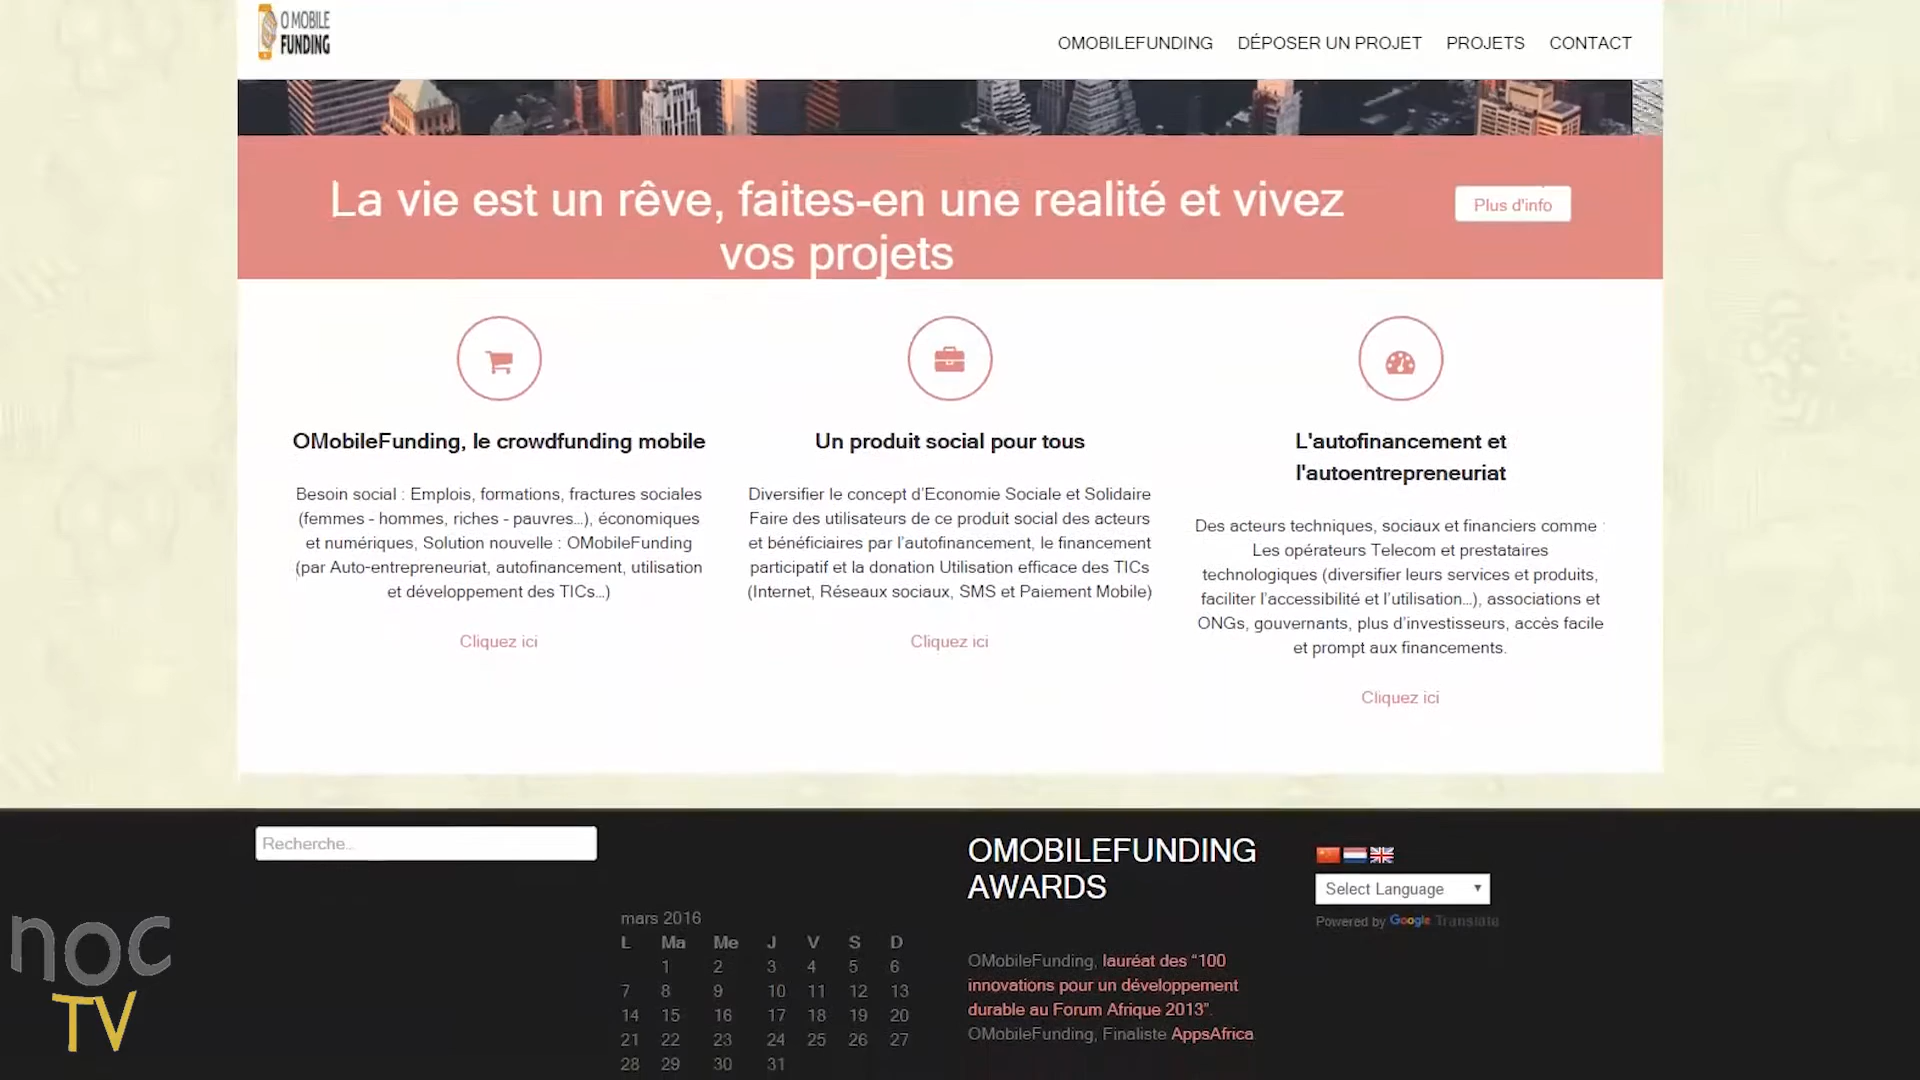 O MOBILE
FUNDING
OMOBILEFUNDING DÉPOSER UN PROJET PROJETS CONTACT
La vie est un rêve, faites-en une realité et vivez
vos projets
Plus d'info
OMobileFunding, le crowdfunding mobile
Besoin social : Emplois, formations, fractures sociales
(femmes - hommes, riches - pauvres...), économiques
et numériques, Solution nouvelle : OMobileFunding
(par Auto-entrepreneuriat, autofinancement, utilisation
et développement des TICs...)
Cliquez ici
Un produit social pour tous
Diversifier le concept d'Economie Sociale et Solidaire
Faire des utilisateurs de ce produit social des acteurs
et bénéficiaires par l'autofinancement, le financement
participatif et la donation Utilisation efficace des TICs
(Internet, Réseaux sociaux, SMS et Paiement Mobile)
Cliquez ici
L'autofinancement et
l'autoentrepreneuriat
Des acteurs techniques, sociaux et financiers comme :
Les opérateurs Telecom et prestataires
technologiques (diversifier leurs services et produits,
faciliter l'accessibilité et l'utilisation...), associations et
ONGs, gouvernants, plus d'investisseurs, accès facile
et prompt aux financements.
Cliquez ici
Recherche...
mars 2016
L Ma Me J V S D
1 2 3 4 5 6
7 8 9 10 11 12 13
14 15 16 17 18 19 20
21 22 23 24 25 26 27
28 29 30 31
OMOBILEFUNDING
AWARDS
OMobileFunding, lauréat des “100
innovations pour un développement
durable au Forum Afrique 2013”.
OMobileFunding, Finaliste AppsAfrica
Select Language
Powered by Google Translate
noc
TV